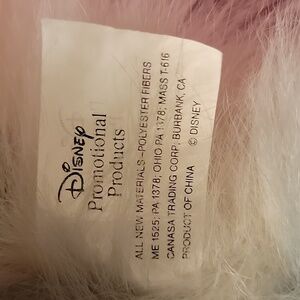 Disney
Promotional
Products
ALL NEW MATERIALS-POLYESTER FIBERS
ME 1525; PA 1378; OHIO PA 1378; MASS T-616
CANASA TRADING CORP, BURBANK, CA
PRODUCT OF CHINA © DISNEY